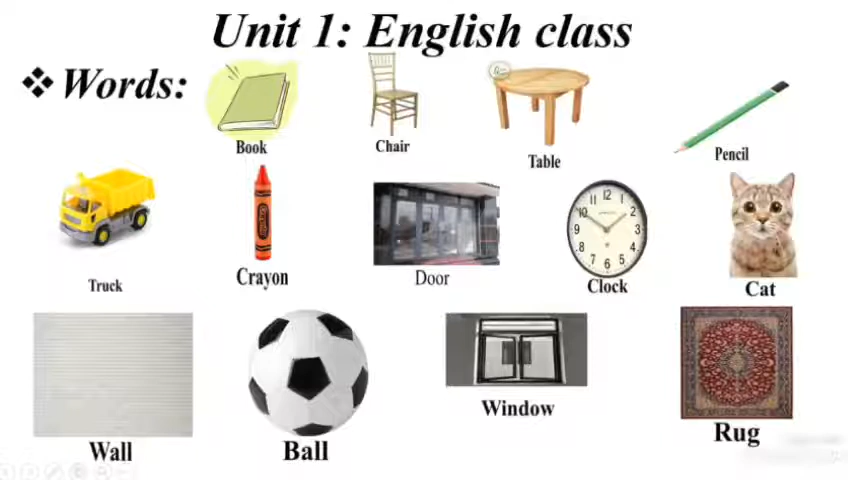 Unit 1: English class
❖ Words:
Book
Chair
Table
Pencil
Truck
Crayon
Door
Clock
Cat
Wall
Ball
Window
Rug